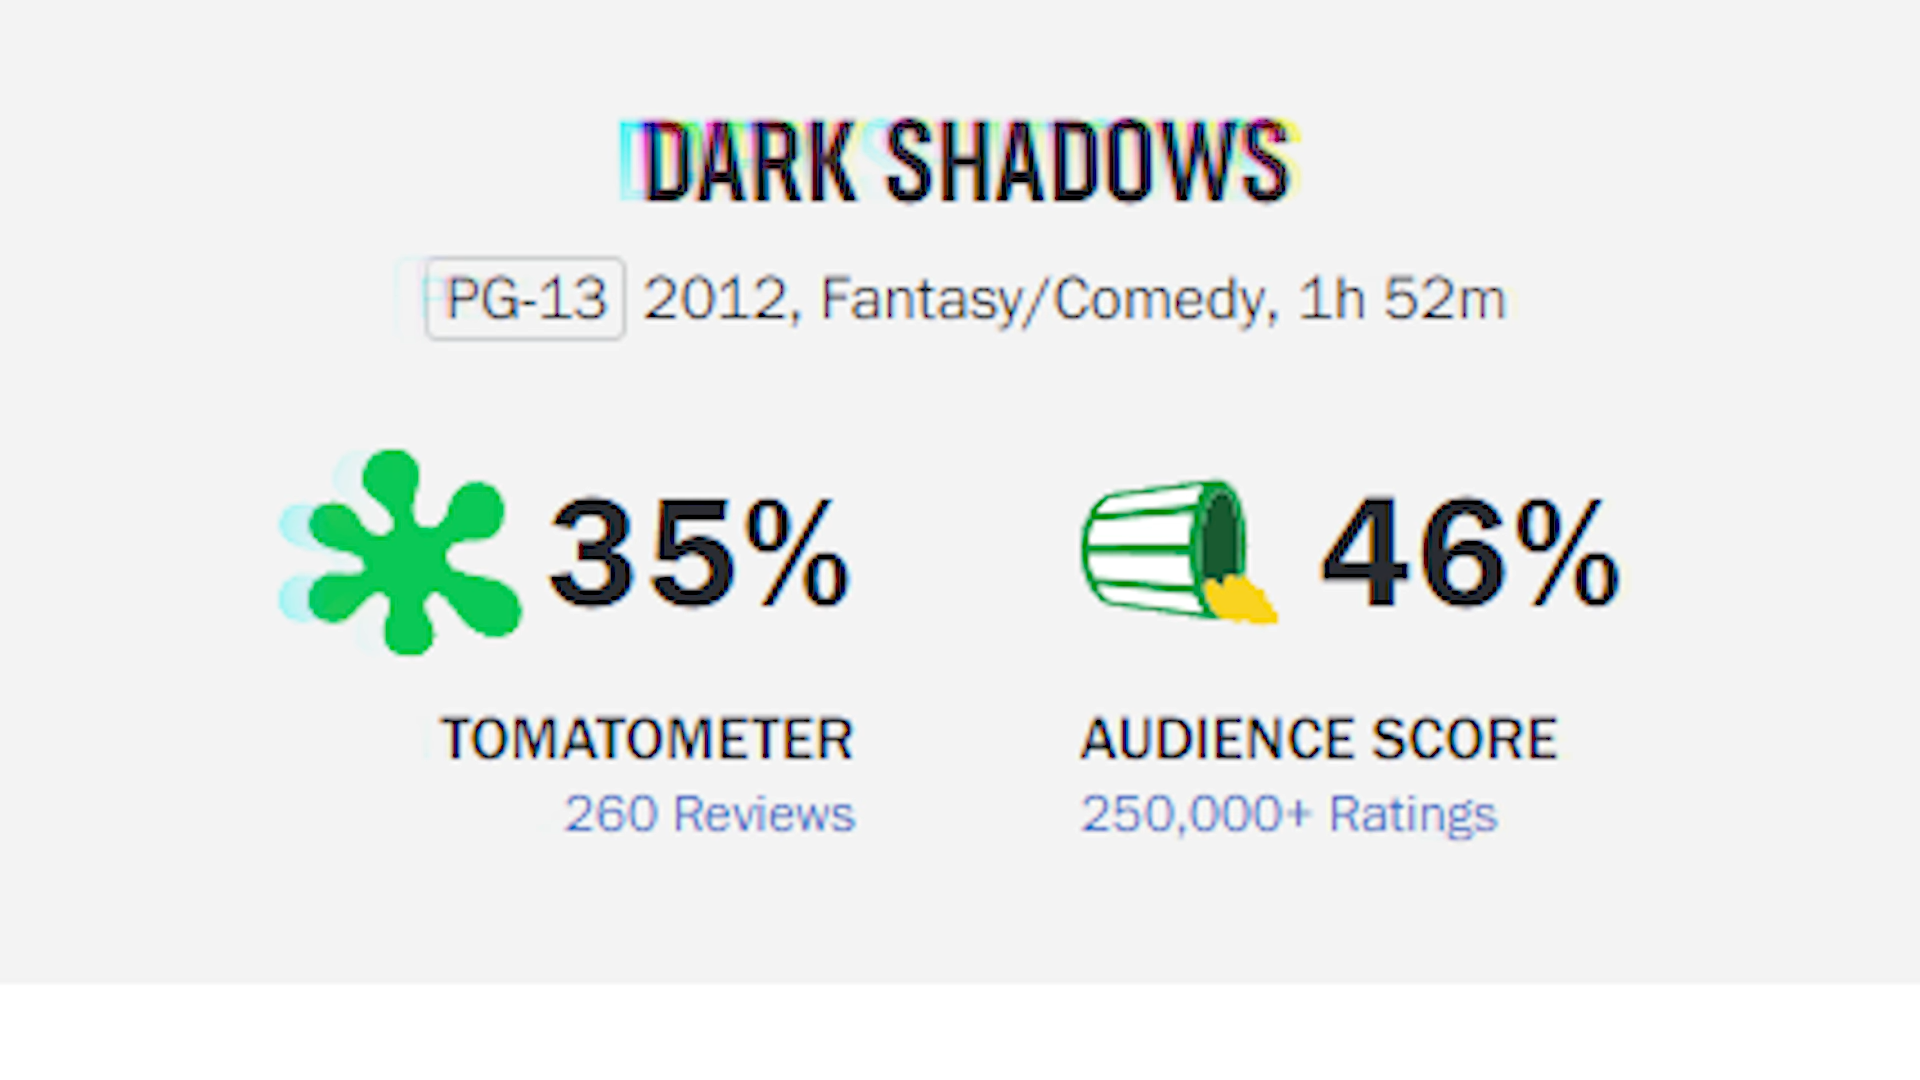 DARK SHADOWS
PG-13 2012, Fantasy/Comedy, 1h 52m
35% 46%
TOMATOMETER AUDIENCE SCORE
260 Reviews 250,000+ Ratings